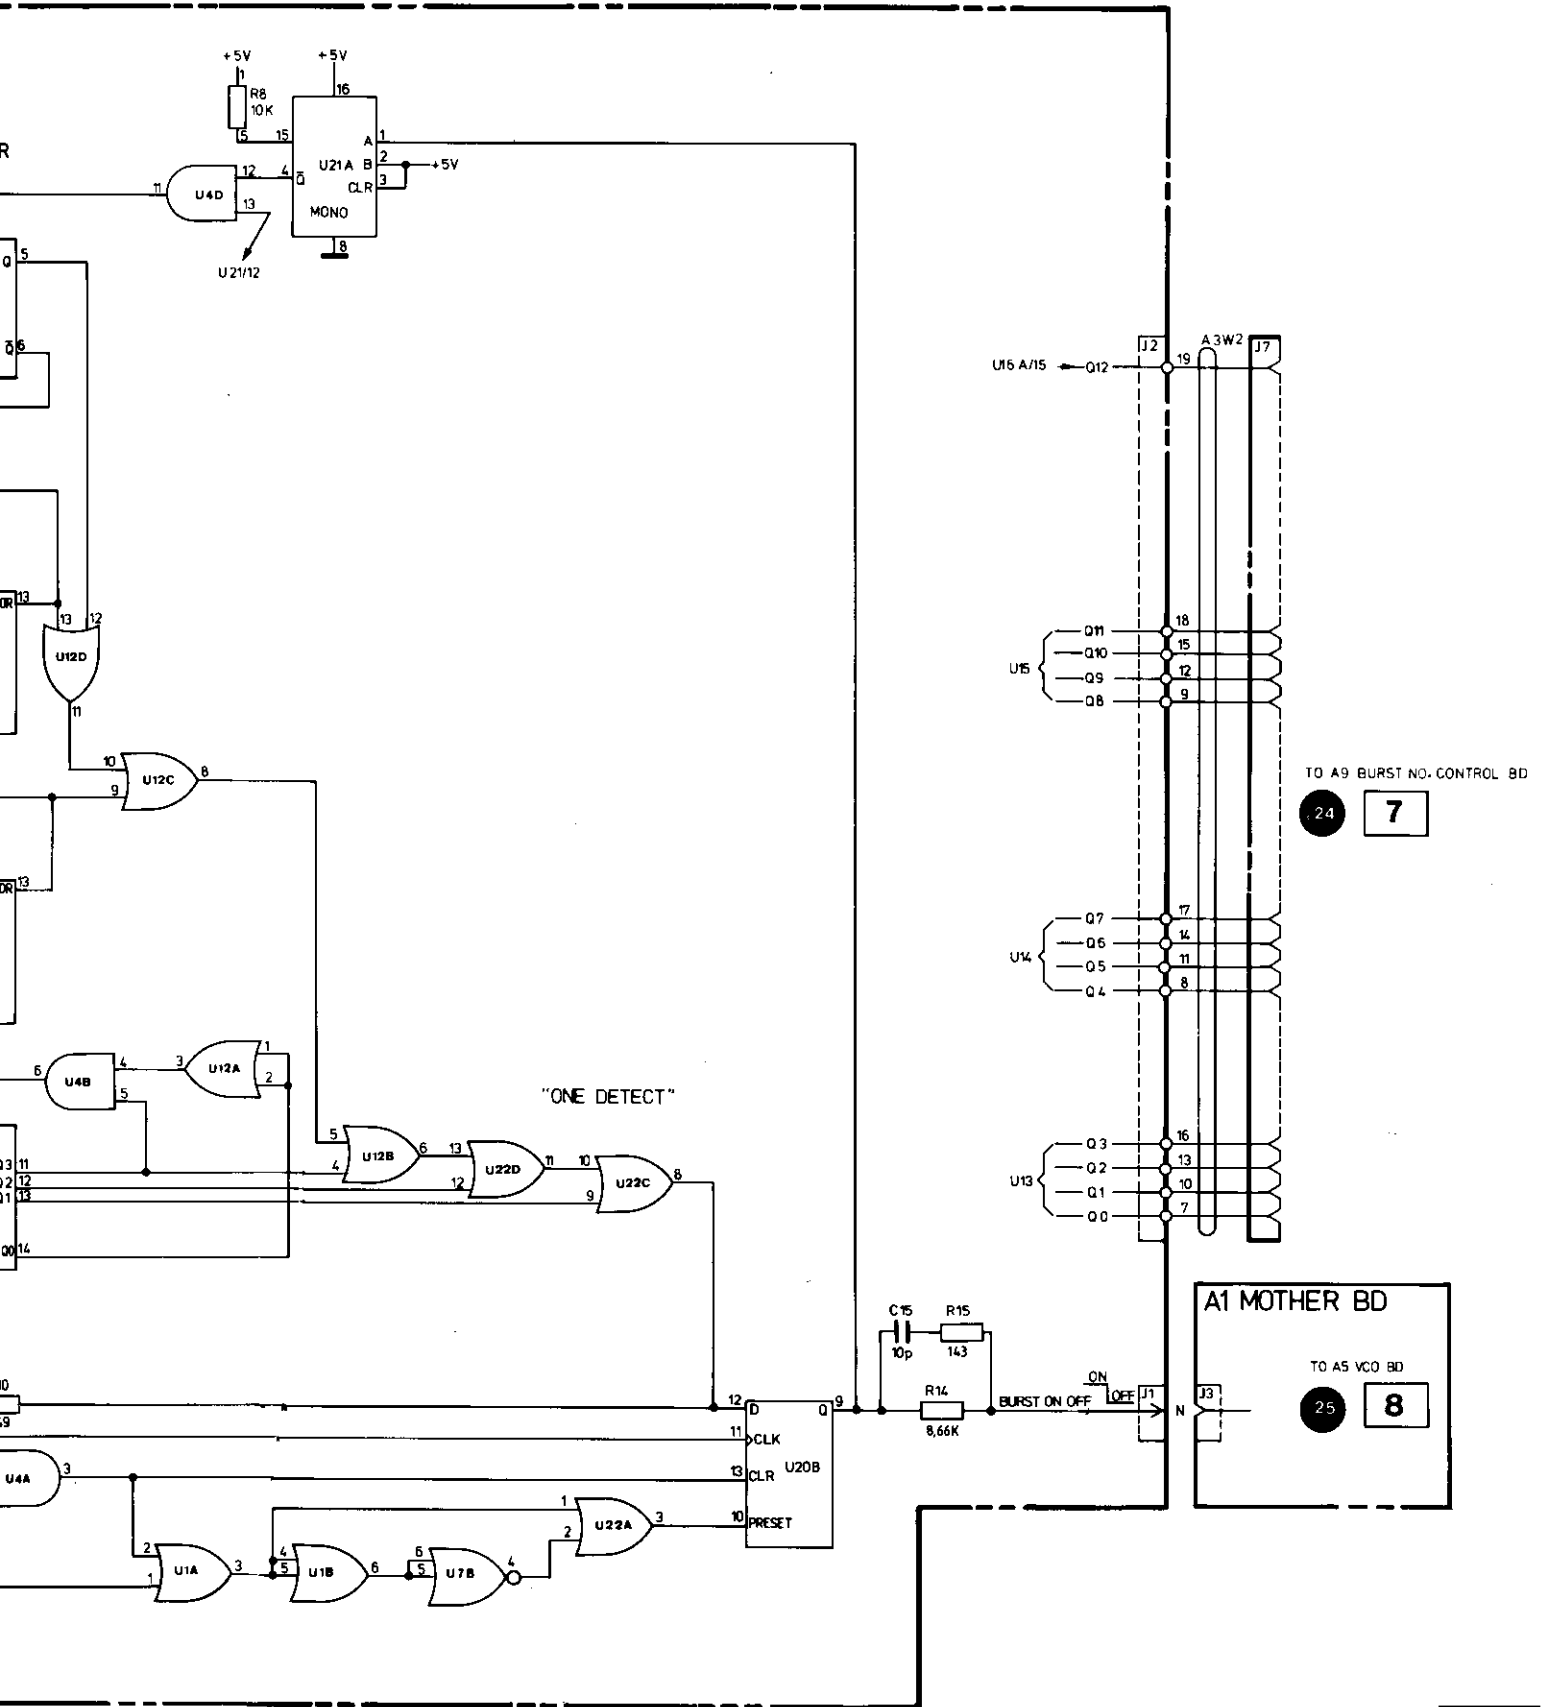 +5V
+5V
1
16
R8
10K
5
15
A
1
U21A
B
2
+5V
CLR
3
4
Q̄
MONO
8
R
11
U4D
12
13
U21/12
Q
5
Q̄
6
J2
A3W2
J7
U16 A/15
Q12
19
DR
13
13
12
U12D
11
U15
Q11
18
Q10
15
Q9
12
Q8
9
10
9
U12C
8
TO A9 BURST NO. CONTROL BD
24
7
DR
13
U14
Q7
17
Q6
14
Q5
11
Q4
8
6
U4B
4
5
3
U12A
1
2
"ONE DETECT"
5
4
U12B
6
13
12
U22D
11
10
9
U22C
8
Q3
11
Q2
12
Q1
13
Q0
14
U13
Q3
16
Q2
13
Q1
10
Q0
7
A1 MOTHER BD
C15
10p
R15
143
R14
8,66K
BURST ON OFF
ON
OFF
J1
N
J3
TO A5 VCO BD
25
8
12
D
Q
9
11
CLK
13
CLR
U20B
10
PRESET
U4A
3
2
1
U1A
3
4
5
U1B
6
6
5
U7B
4
1
2
U22A
3